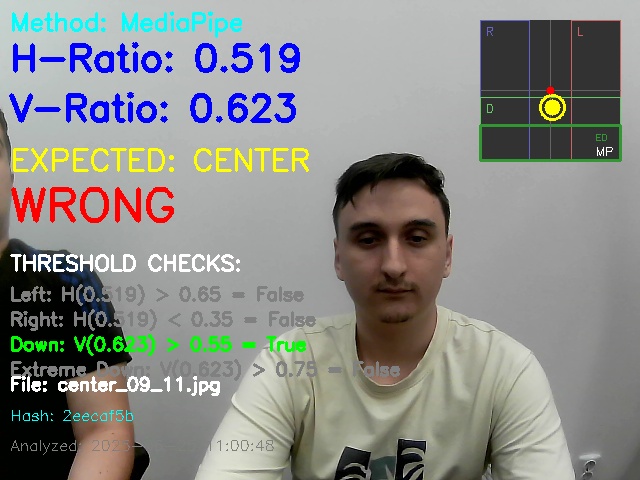 Method: MediaPipe
H-Ratio: 0.519
V-Ratio: 0.623
EXPECTED: CENTER
WRONG
THRESHOLD CHECKS:
Left: H(0.519) > 0.65 = False
Right: H(0.519) < 0.35 = False
Down: V(0.623) > 0.55 = True
Extreme Down: V(0.623) > 0.75 = False
File: center_09_11.jpg
Hash: 2eecaf5b
Analyzed: 11:00:48
R
L
D
ED
MP